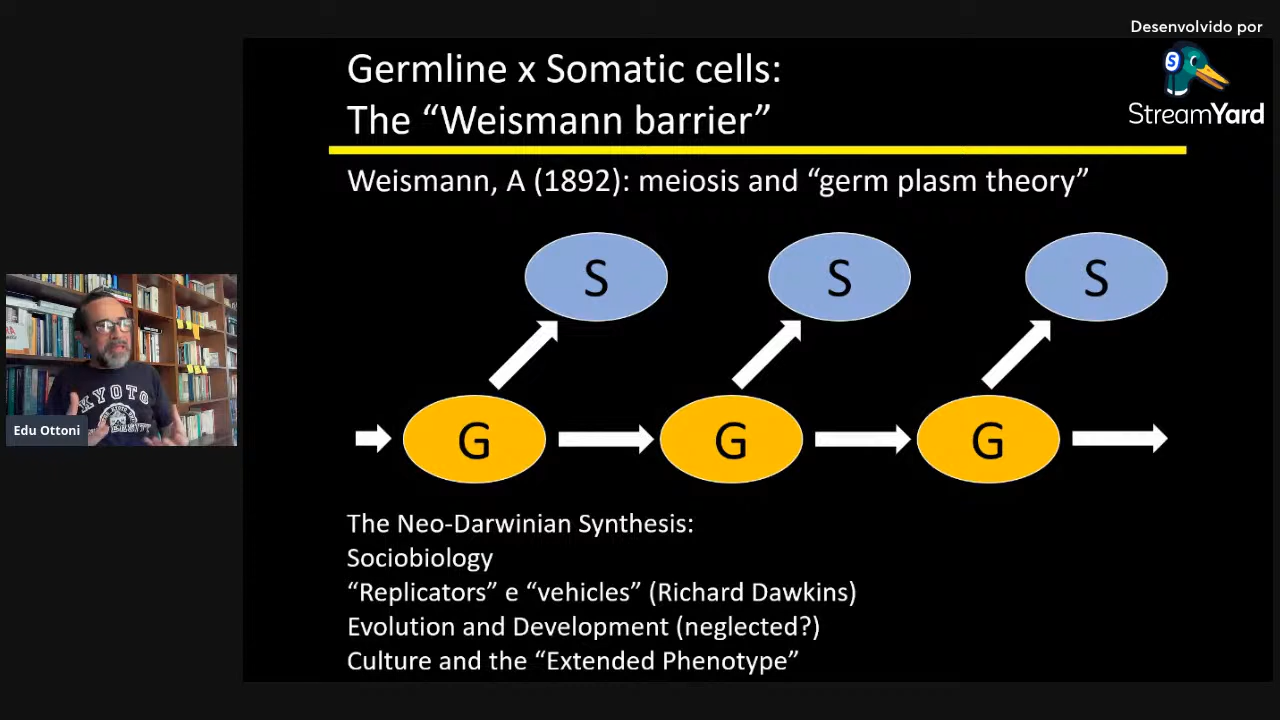 Desenvolvido por
StreamYard
Germline x Somatic cells:
The “Weismann barrier”
Weismann, A (1892): meiosis and “germ plasm theory”
S
S
S
G
G
G
The Neo-Darwinian Synthesis:
Sociobiology
“Replicators” e “vehicles” (Richard Dawkins)
Evolution and Development (neglected?)
Culture and the “Extended Phenotype”
KYOTO
Edu Ottoni